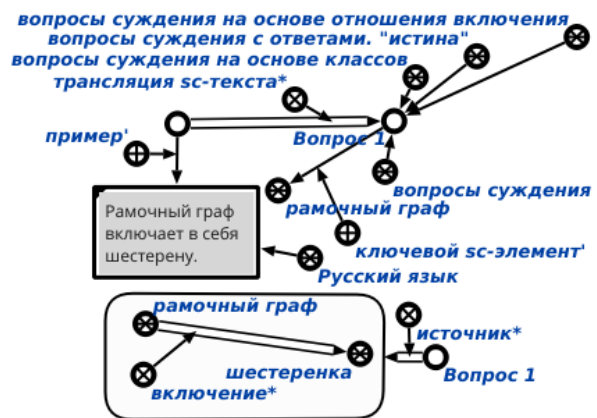 вопросы суждения на основе отношения включения
вопросы суждения с ответами. "истина"
вопросы суждения на основе классов
трансляция sc-текста*
Вопрос 1
пример'
вопросы суждения
рамочный граф
Рамочный граф
включает в себя
шестерену.
ключевой sc-элемент'
Русский язык
рамочный граф
источник*
шестеренка
Вопрос 1
включение*